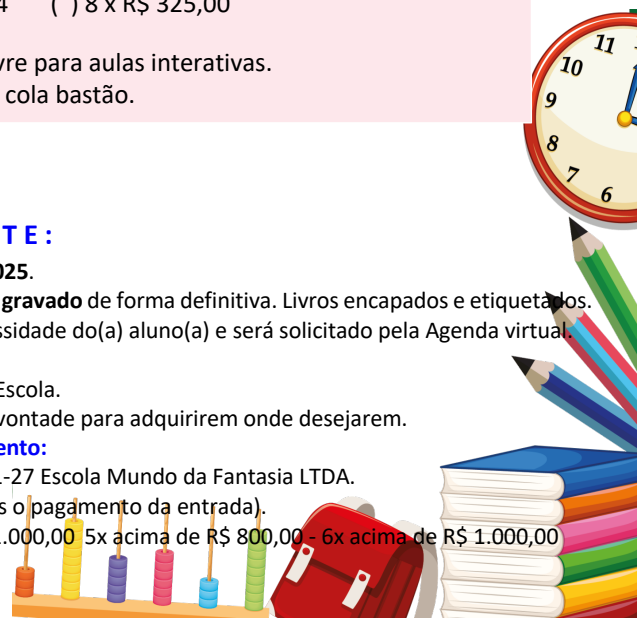 4 ( ) 8 x R$ 325,00
vre para aulas interativas.
cola bastão.
T E :
025.
gravado de forma definitiva. Livros encapados e etiquetados.
ssidade do(a) aluno(a) e será solicitado pela Agenda virtual.
Escola.
vontade para adquirirem onde desejarem.
ento:
-27 Escola Mundo da Fantasia LTDA.
s o pagamento da entrada).
.000,00 5x acima de R$ 800,00 - 6x acima de R$ 1.000,00
11
10
9
8
7
6